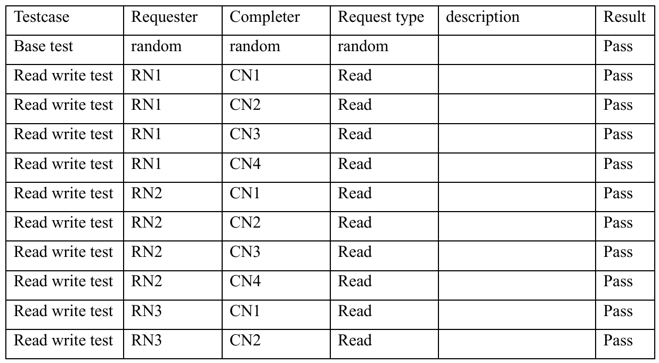 Testcase Requester Completer Request type description Result
Base test random random random Pass
Read write test RN1 CN1 Read Pass
Read write test RN1 CN2 Read Pass
Read write test RN1 CN3 Read Pass
Read write test RN1 CN4 Read Pass
Read write test RN2 CN1 Read Pass
Read write test RN2 CN2 Read Pass
Read write test RN2 CN3 Read Pass
Read write test RN2 CN4 Read Pass
Read write test RN3 CN1 Read Pass
Read write test RN3 CN2 Read Pass